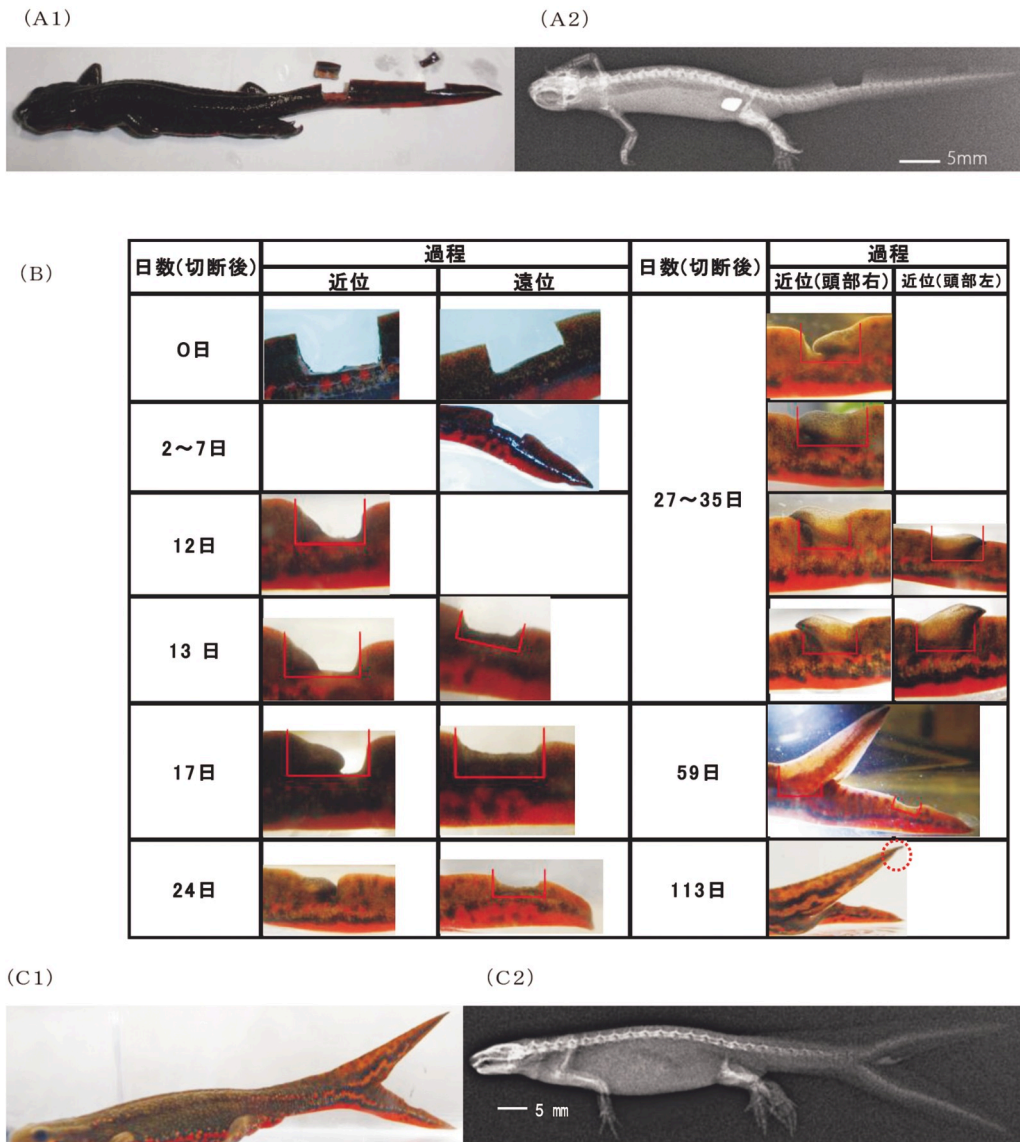 (A1)
(A2)
5mm
(B)
日数(切断後)
過程
日数(切断後)
過程
近位
遠位
近位(頭部右)
近位(頭部左)
0日
2～7日
12日
27～35日
13 日
17日
59日
24日
113日
(C1)
(C2)
5 mm